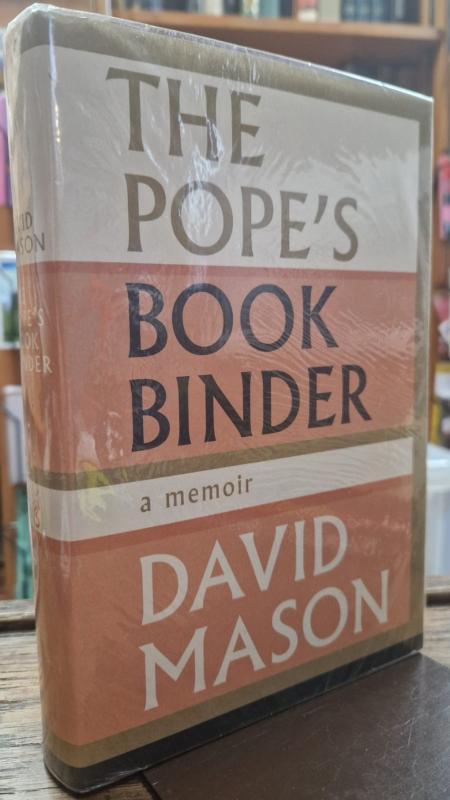 THE
POPE'S
BOOK
BINDER
a memoir
DAVID
MASON